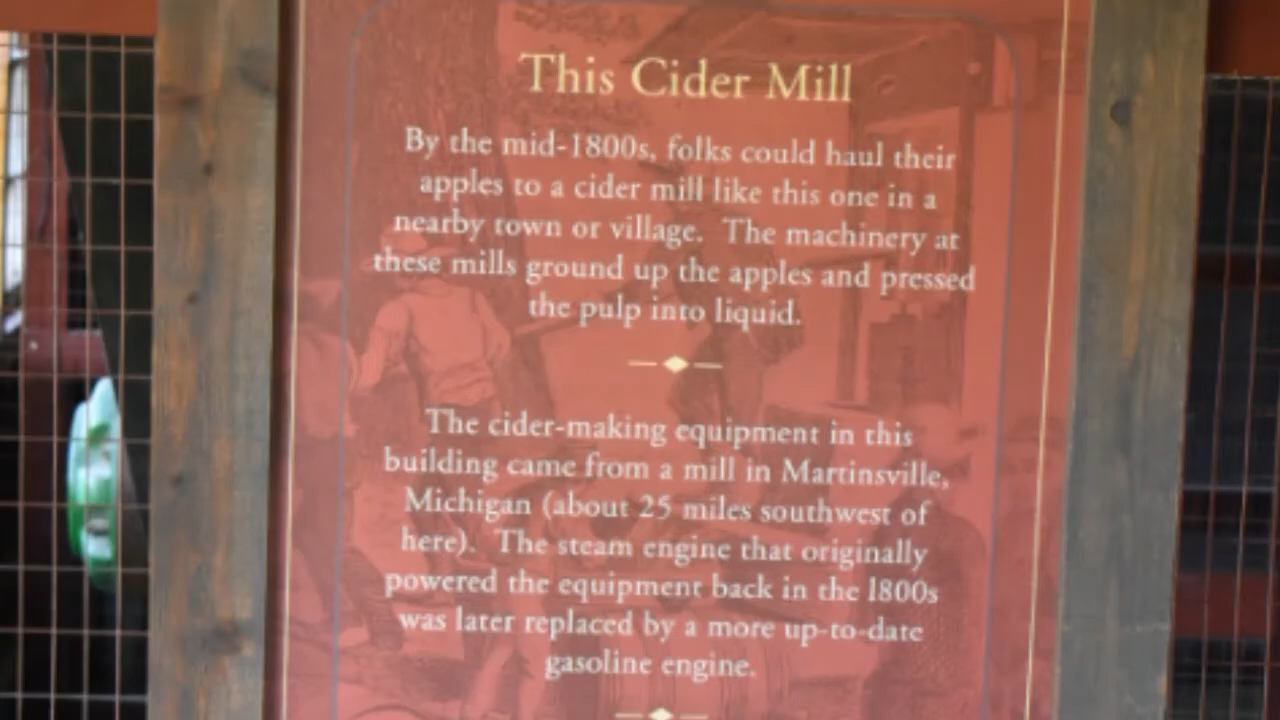 This Cider Mill
By the mid-1800s, folks could haul their
apples to a cider mill like this one in a
nearby town or village. The machinery at
these mills ground up the apples and pressed
the pulp into liquid.
The cider-making equipment in this
building came from a mill in Martinsville,
Michigan (about 25 miles southwest of
here). The steam engine that originally
powered the equipment back in the 1800s
was later replaced by a more up-to-date
gasoline engine.